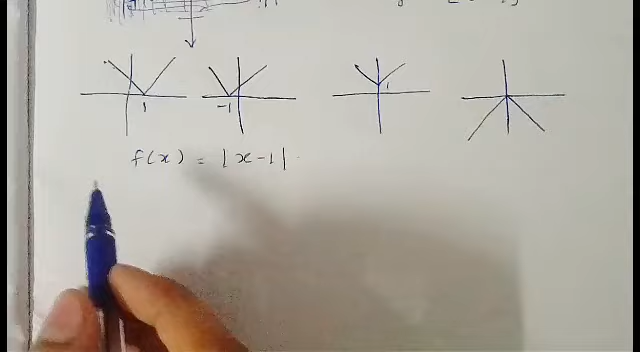 1 -1 1
f(x) = |x-1|